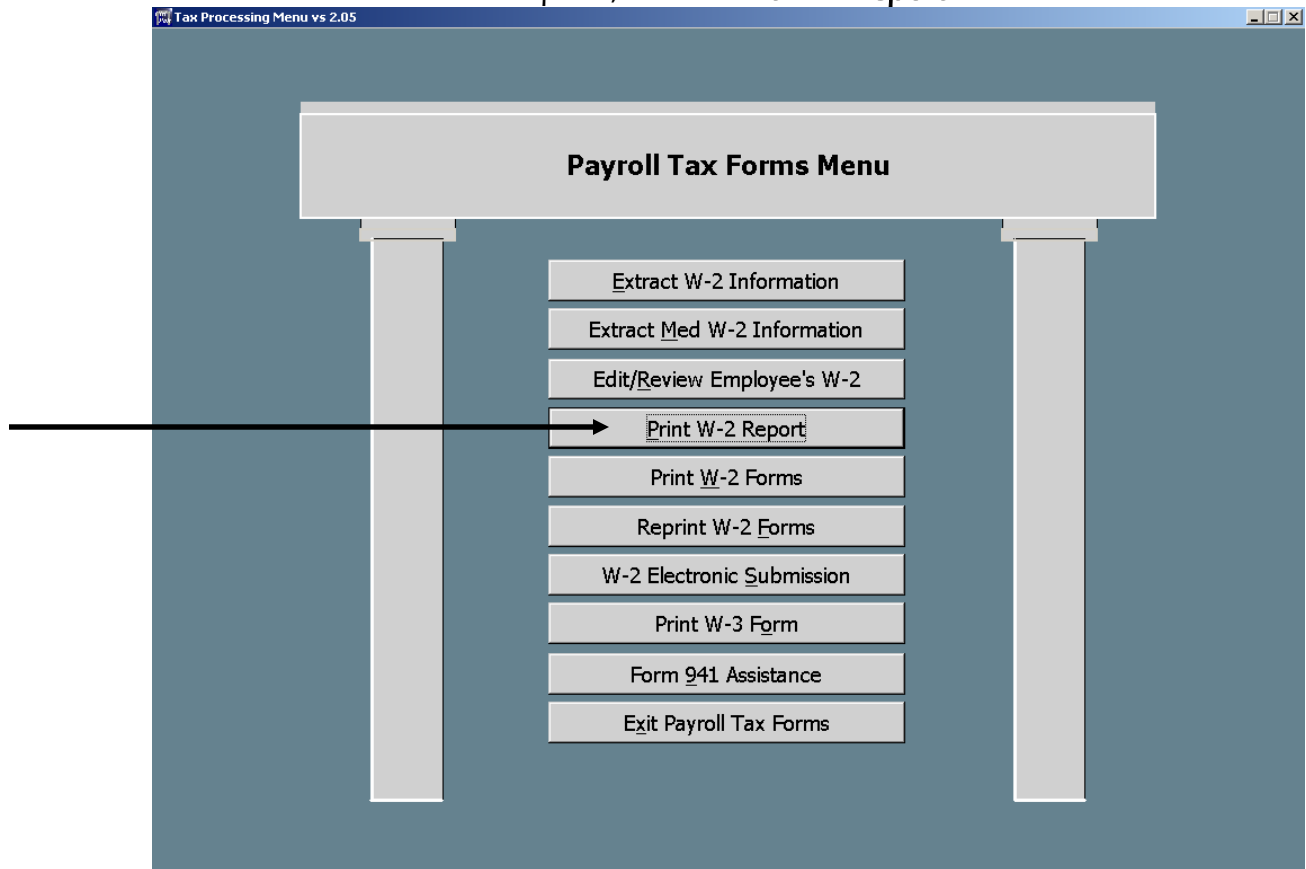 Tax Processing Menu vs 2.05
Payroll Tax Forms Menu
Extract W-2 Information
Extract Med W-2 Information
Edit/Review Employee's W-2
Print W-2 Report
Print W-2 Forms
Reprint W-2 Forms
W-2 Electronic Submission
Print W-3 Form
Form 941 Assistance
Exit Payroll Tax Forms